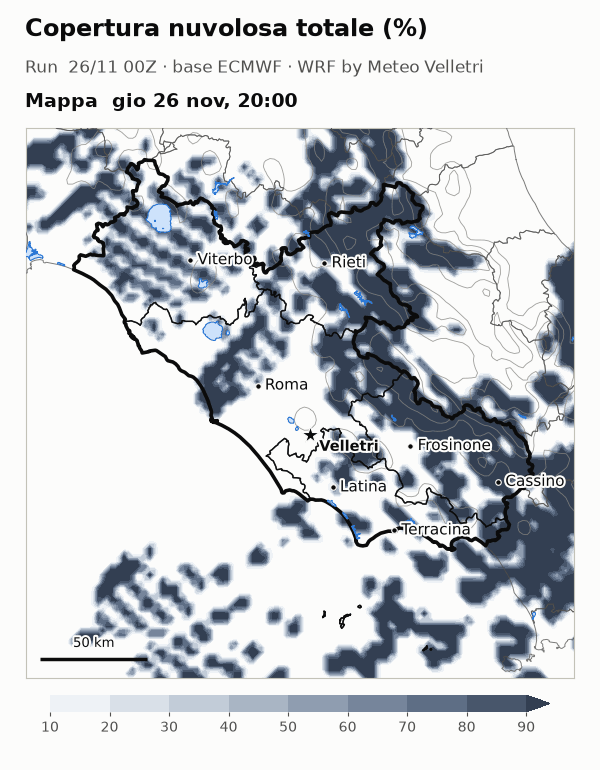 Copertura nuvolosa totale (%)
Run  26/11 00Z · base ECMWF · WRF by Meteo Velletri
Mappa  gio 26 nov, 20:00
Viterbo
Rieti
Roma
Velletri
Frosinone
Latina
Cassino
Terracina
50 km
10 20 30 40 50 60 70 80 90